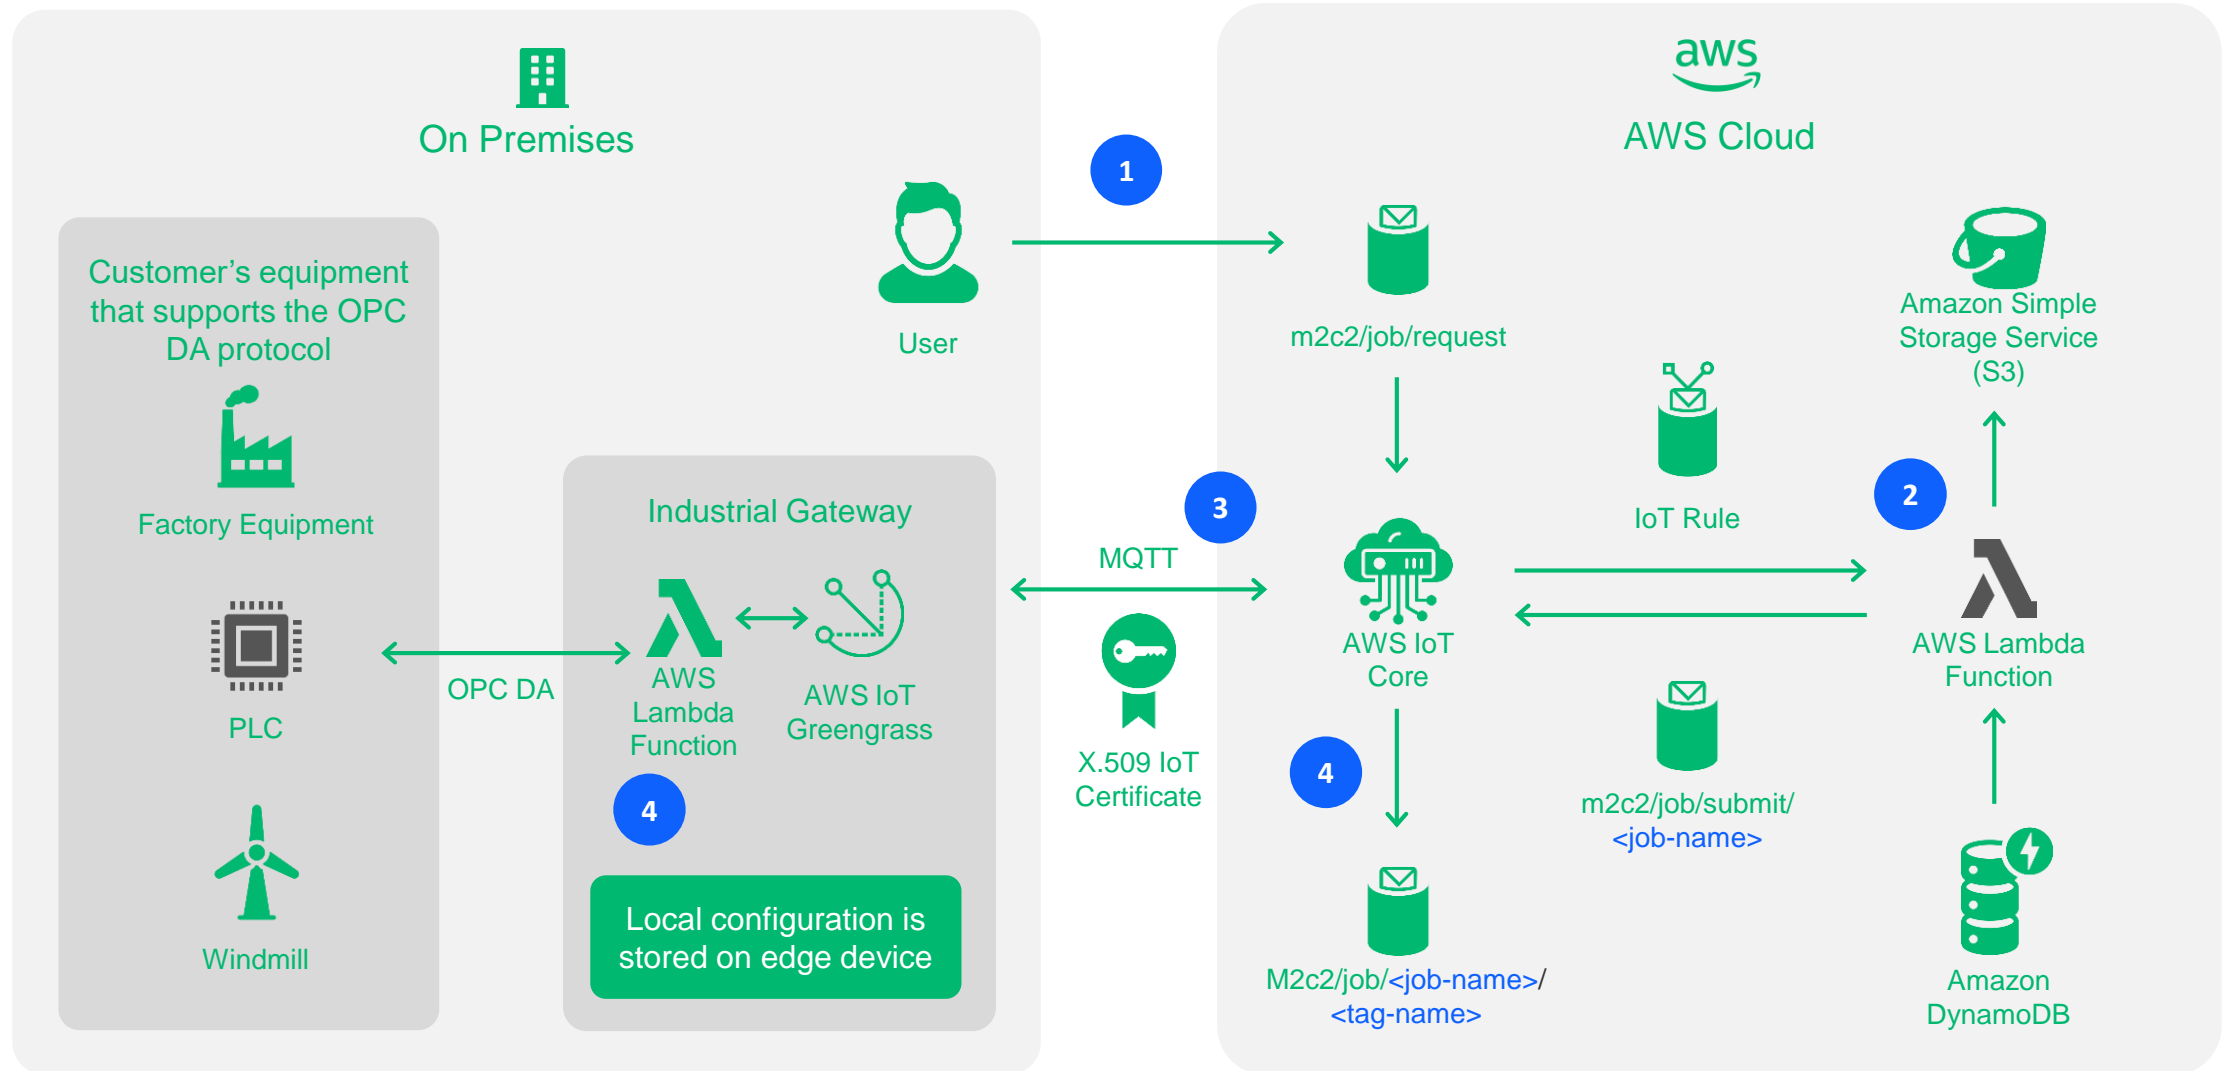 On Premises
Customer's equipment
that supports the OPC
DA protocol
Factory Equipment
PLC
Windmill
OPC DA
User
Industrial Gateway
AWS
Lambda
Function
AWS IoT
Greengrass
4
Local configuration is
stored on edge device
1
3
MQTT
X.509 IoT
Certificate
aws
AWS Cloud
m2c2/job/request
AWS IoT
Core
4
M2c2/job/<job-name>/
<tag-name>
IoT Rule
m2c2/job/submit/
<job-name>
Amazon Simple
Storage Service
(S3)
2
AWS Lambda
Function
Amazon
DynamoDB